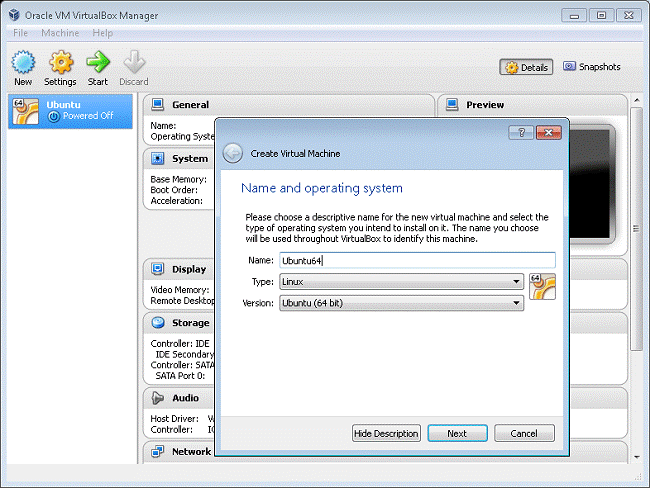 Oracle VM VirtualBox Manager
File Machine Help
New Settings Start Discard
Details Snapshots
64 Ubuntu
Powered Off
General
Name:
Operating Syste
System
Base Memory:
Boot Order:
Acceleration:
Display
Video Memory:
Remote Desktop
Storage
Controller: IDE
IDE Secondary
Controller: SATA
SATA Port 0:
Audio
Host Driver:
Controller:
Network
Preview
?
Create Virtual Machine
Name and operating system
Please choose a descriptive name for the new virtual machine and select the
type of operating system you intend to install on it. The name you choose
will be used throughout VirtualBox to identify this machine.
Name: Ubuntu64
Type: Linux
64
Version: Ubuntu (64 bit)
Hide Description Next Cancel